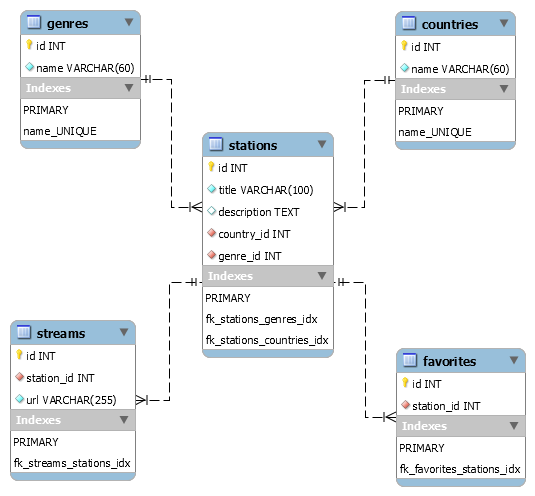 genres
id INT
name VARCHAR(60)
Indexes
PRIMARY
name_UNIQUE
countries
id INT
name VARCHAR(60)
Indexes
PRIMARY
name_UNIQUE
stations
id INT
title VARCHAR(100)
description TEXT
country_id INT
genre_id INT
Indexes
PRIMARY
fk_stations_genres_idx
fk_stations_countries_idx
streams
id INT
station_id INT
url VARCHAR(255)
Indexes
PRIMARY
fk_streams_stations_idx
favorites
id INT
station_id INT
Indexes
PRIMARY
fk_favorites_stations_idx